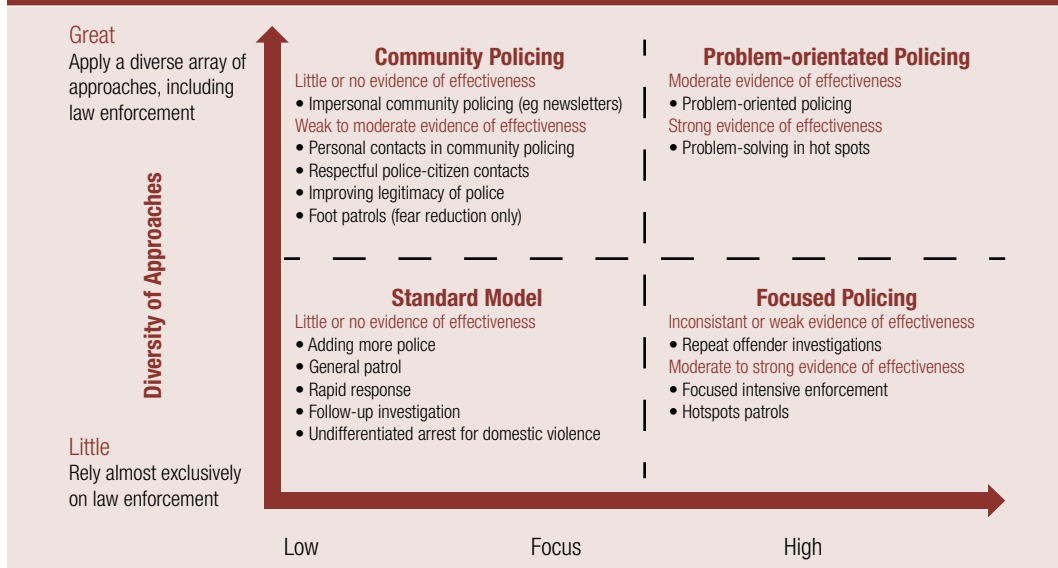 Great
Apply a diverse array of
approaches, including
law enforcement
Diversity of Approaches
Little
Rely almost exclusively
on law enforcement
Community Policing
Little or no evidence of effectiveness
• Impersonal community policing (eg newsletters)
Weak to moderate evidence of effectiveness
• Personal contacts in community policing
• Respectful police-citizen contacts
• Improving legitimacy of police
• Foot patrols (fear reduction only)
Problem-orientated Policing
Moderate evidence of effectiveness
• Problem-oriented policing
Strong evidence of effectiveness
• Problem-solving in hot spots
Standard Model
Little or no evidence of effectiveness
• Adding more police
• General patrol
• Rapid response
• Follow-up investigation
• Undifferentiated arrest for domestic violence
Focused Policing
Inconsistant or weak evidence of effectiveness
• Repeat offender investigations
Moderate to strong evidence of effectiveness
• Focused intensive enforcement
• Hotspots patrols
Low
Focus
High